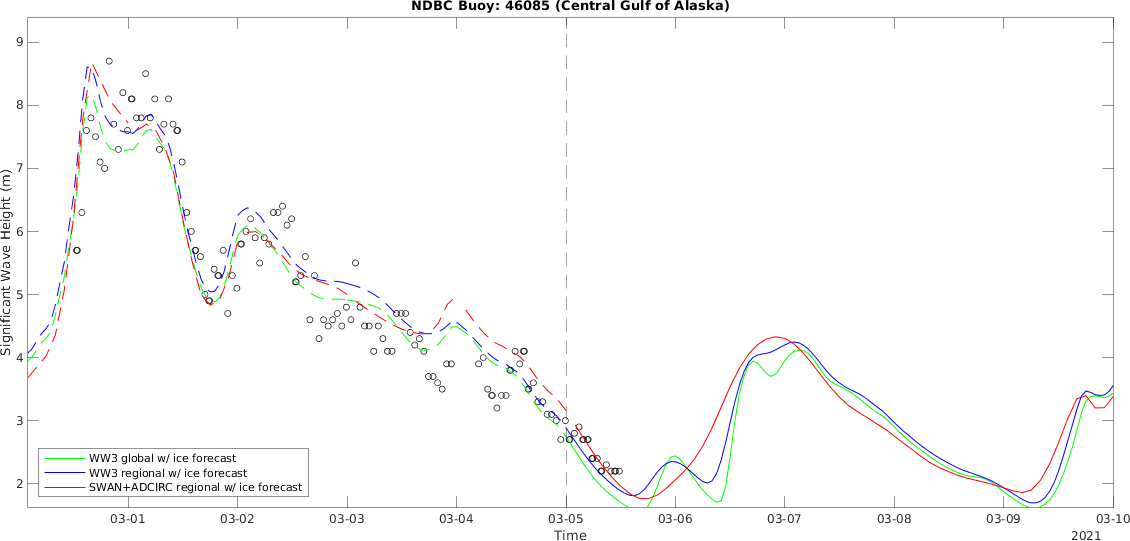 NDBC Buoy: 46085 (Central Gulf of Alaska)
9
8
7
6
5
4
3
2
Significant Wave Height (m)
WW3 global w/ ice forecast
WW3 regional w/ ice forecast
SWAN+ADCIRC regional w/ ice forecast
03-01 03-02 03-03 03-04 03-05 03-06 03-07 03-08 03-09 03-10
Time
2021